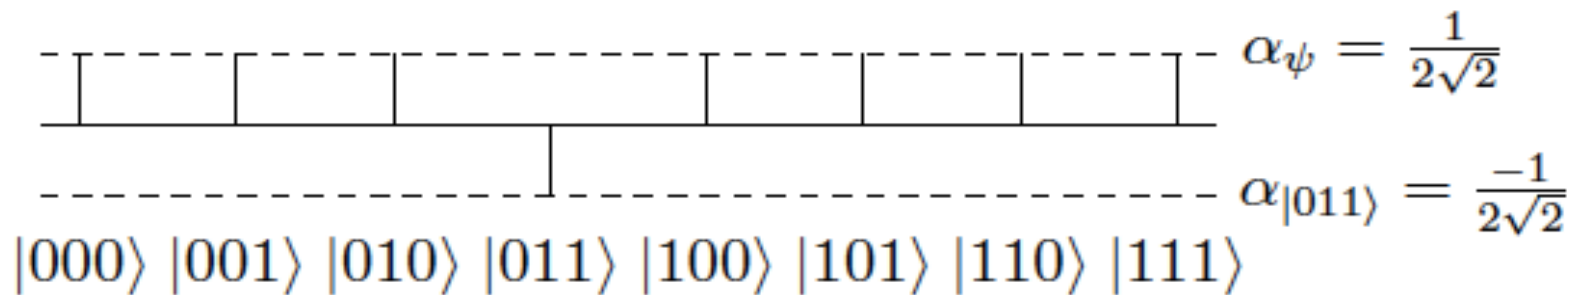 α_ψ = 1/(2√2)
α_|011⟩ = −1/(2√2)
|000⟩ |001⟩ |010⟩ |011⟩ |100⟩ |101⟩ |110⟩ |111⟩